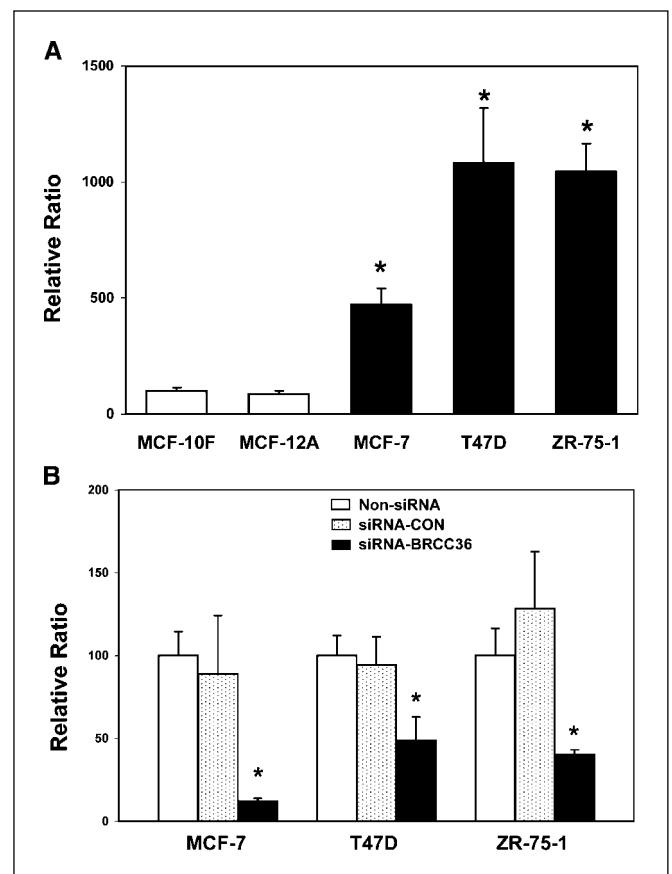 A
1500
1000
500
0
Relative Ratio
*
*
*
MCF-10F MCF-12A MCF-7 T47D ZR-75-1
B
200
150
100
50
0
Relative Ratio
Non-siRNA
siRNA-CON
siRNA-BRCC36
*
*
*
MCF-7 T47D ZR-75-1